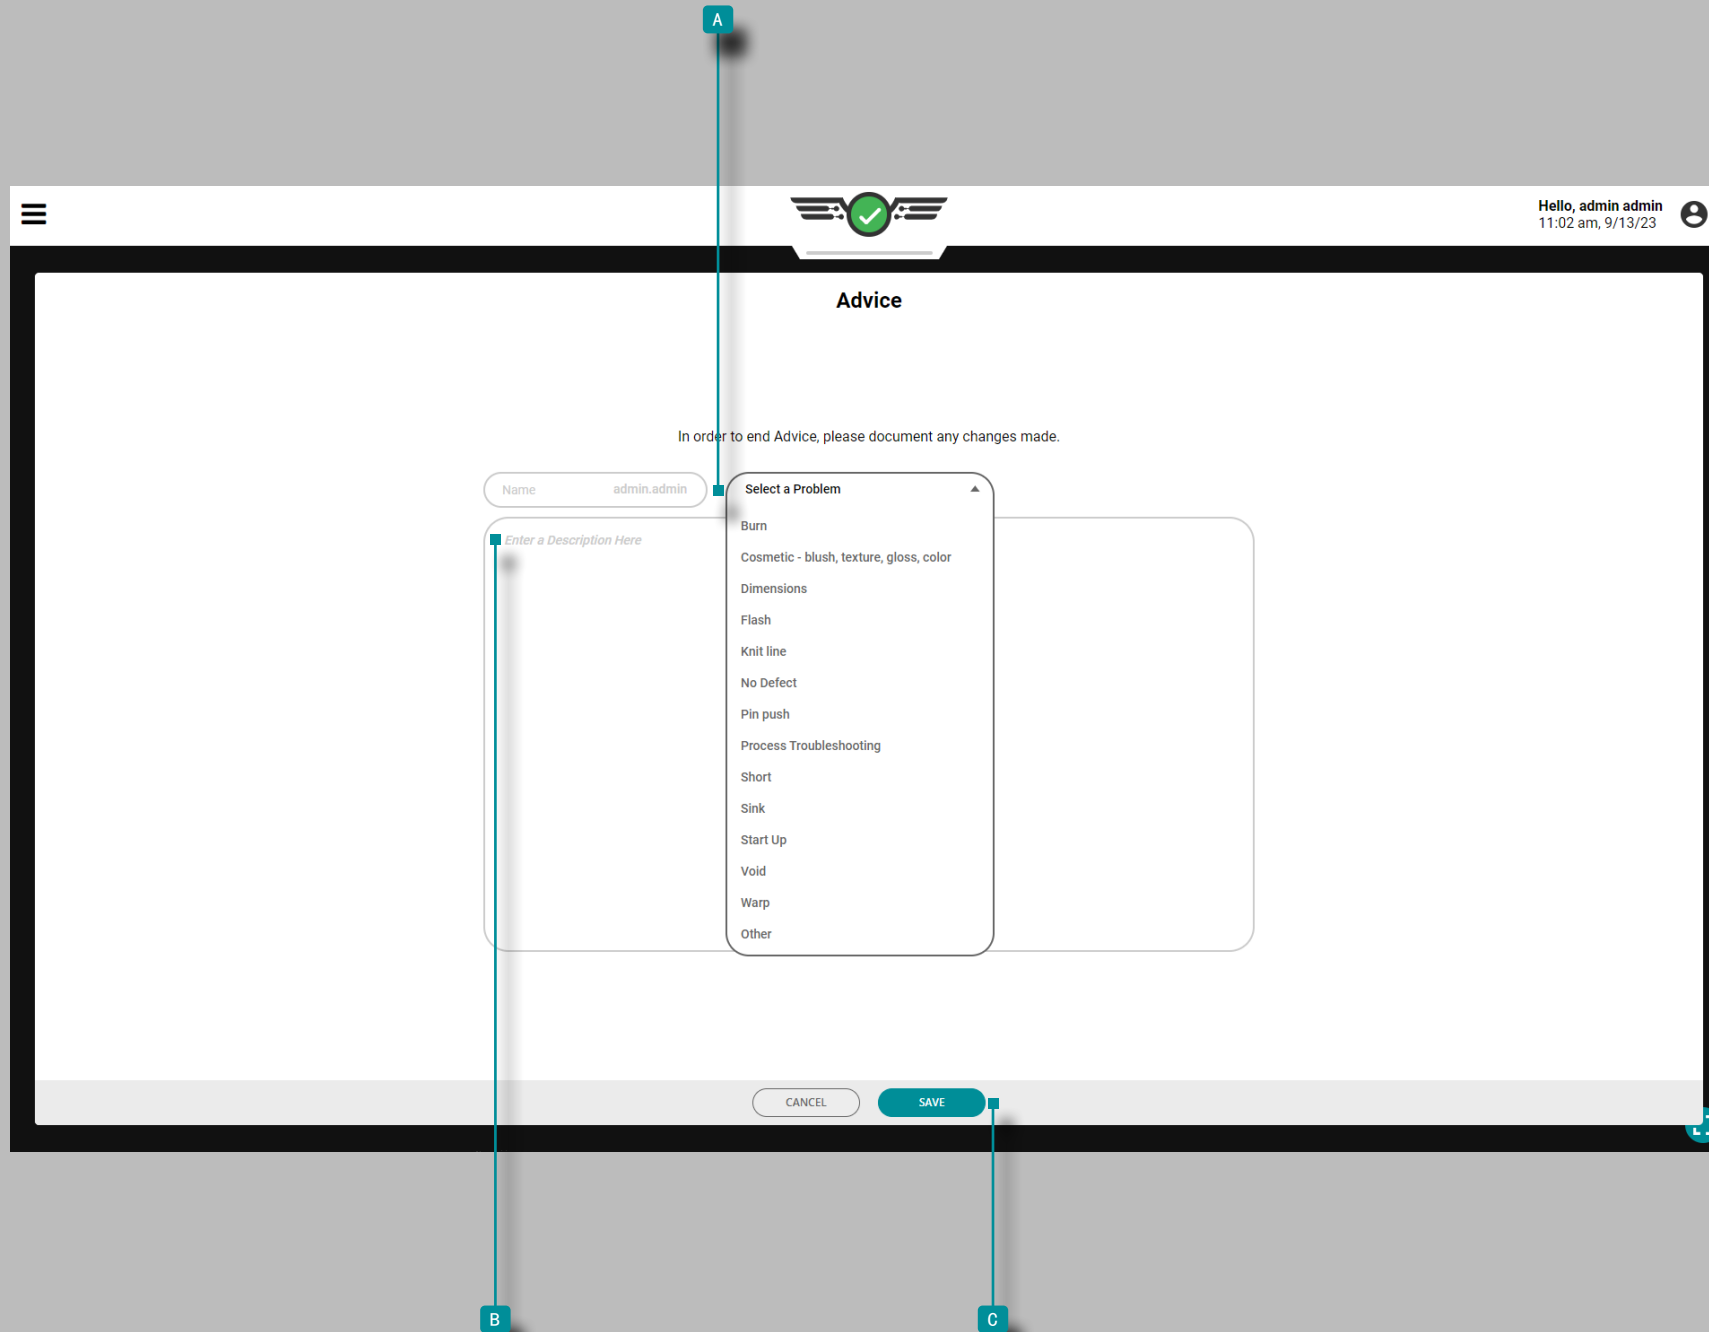 A
Hello, admin admin
11:02 am, 9/13/23
Advice
In order to end Advice, please document any changes made.
Name admin.admin
Select a Problem
Enter a Description Here
Burn
Cosmetic - blush, texture, gloss, color
Dimensions
Flash
Knit line
No Defect
Pin push
Process Troubleshooting
Short
Sink
Start Up
Void
Warp
Other
CANCEL SAVE
B C